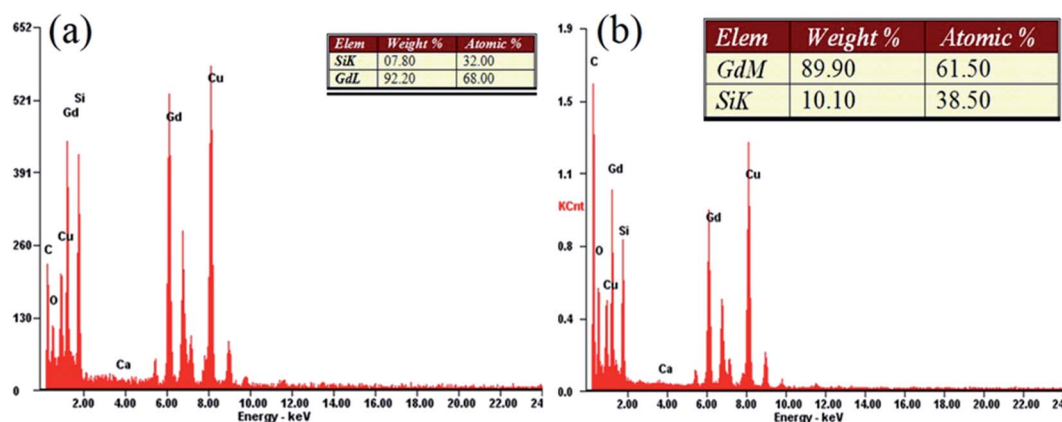 (a)
652
521
391
260
130
0
C
O
Cu
Gd
Si
Ca
Gd
Cu
Elem Weight % Atomic %
SiK 07.80 32.00
GdL 92.20 68.00
2.00 4.00 6.00 8.00 10.00 12.00 14.00 16.00 18.00 20.00 22.00 24
Energy - keV
(b)
1.9
1.5
1.1
KCnt
0.8
0.4
0.0
C
O
Cu
Gd
Si
Ca
Gd
Cu
Elem Weight % Atomic %
GdM 89.90 61.50
SiK 10.10 38.50
2.00 4.00 6.00 8.00 10.00 12.00 14.00 16.00 18.00 20.00 22.00 24
Energy - keV